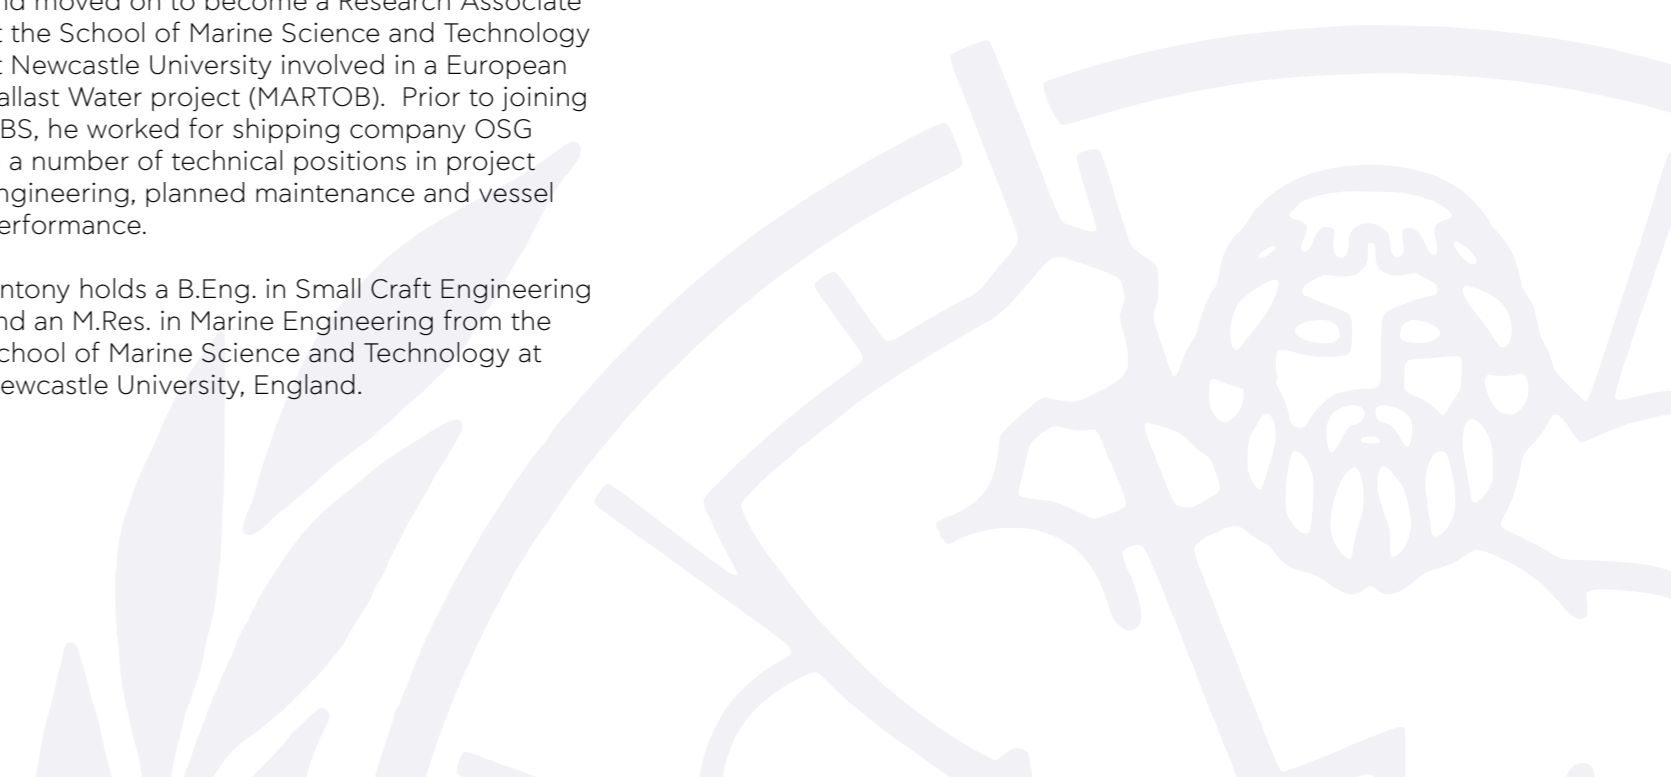 nd moved on to become a Research Associate
t the School of Marine Science and Technology
t Newcastle University involved in a European
allast Water project (MARTOB).  Prior to joining
BS, he worked for shipping company OSG
a number of technical positions in project
ngineering, planned maintenance and vessel
erformance.
ntony holds a B.Eng. in Small Craft Engineering
nd an M.Res. in Marine Engineering from the
chool of Marine Science and Technology at
ewcastle University, England.